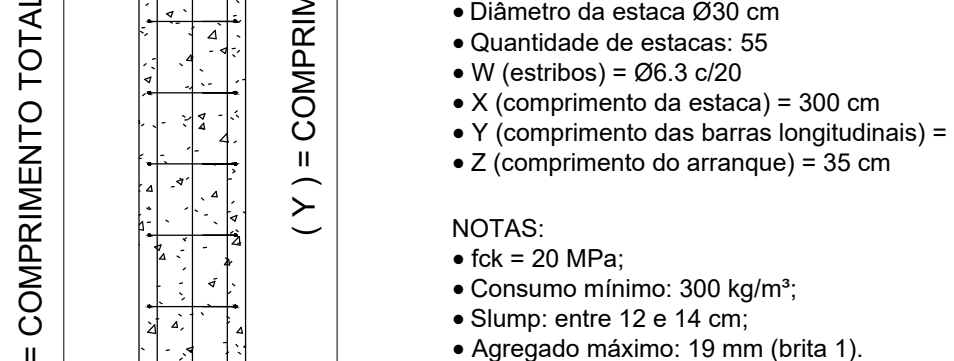 = COMPRIMENTO TOTAL
( Y ) = COMPRIM
• Diâmetro da estaca Ø30 cm
• Quantidade de estacas: 55
• W (estribos) = Ø6.3 c/20
• X (comprimento da estaca) = 300 cm
• Y (comprimento das barras longitudinais) =
• Z (comprimento do arranque) = 35 cm
NOTAS:
• fck = 20 MPa;
• Consumo mínimo: 300 kg/m³;
• Slump: entre 12 e 14 cm;
• Agregado máximo: 19 mm (brita 1).